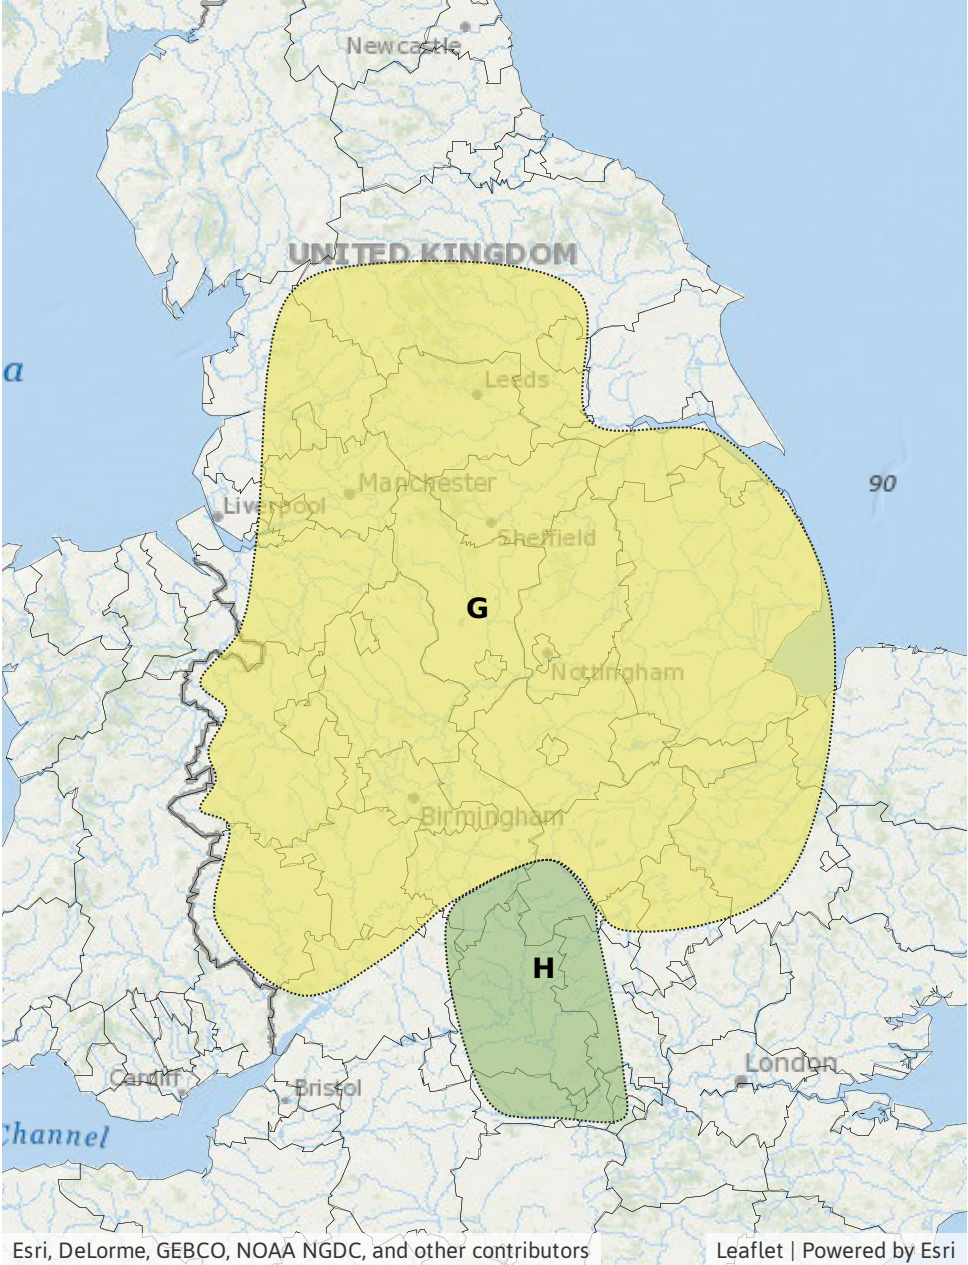 Newcastle
UNITED KINGDOM
a
Leeds
Manchester
90
Liverpool
Sheffield
G
Nottingham
Birmingham
H
London
Cardiff
Bristol
Channel
Esri, DeLorme, GEBCO, NOAA NGDC, and other contributors
Leaflet | Powered by Esri